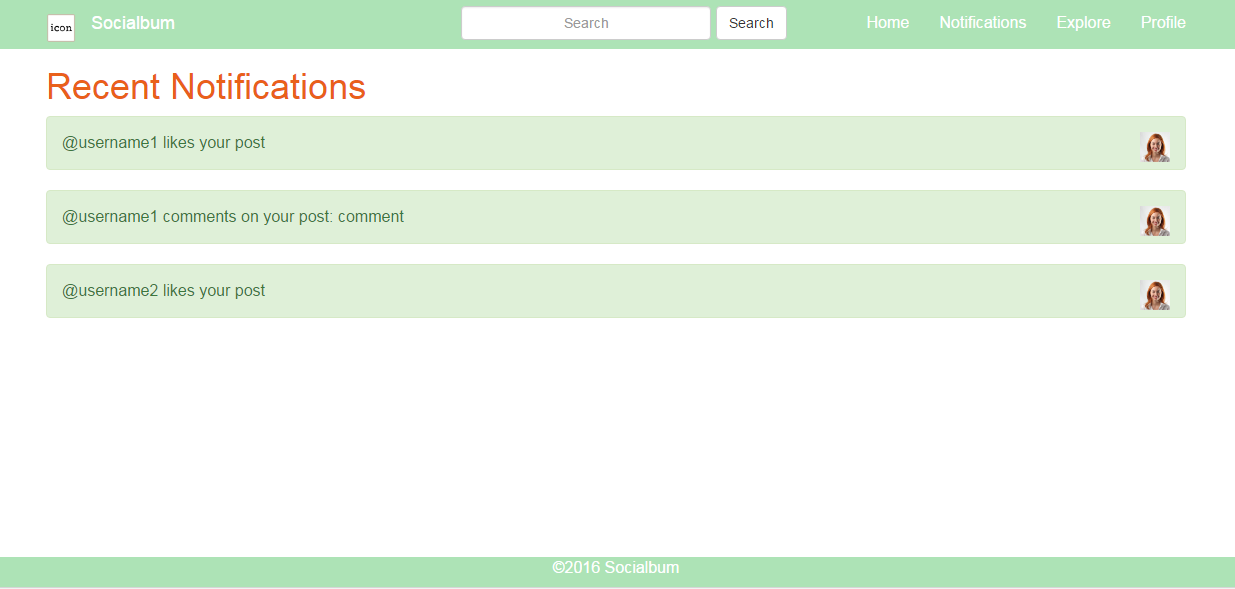 icon Socialbum Search Search Home Notifications Explore Profile
Recent Notifications
@username1 likes your post
@username1 comments on your post: comment
@username2 likes your post
©2016 Socialbum